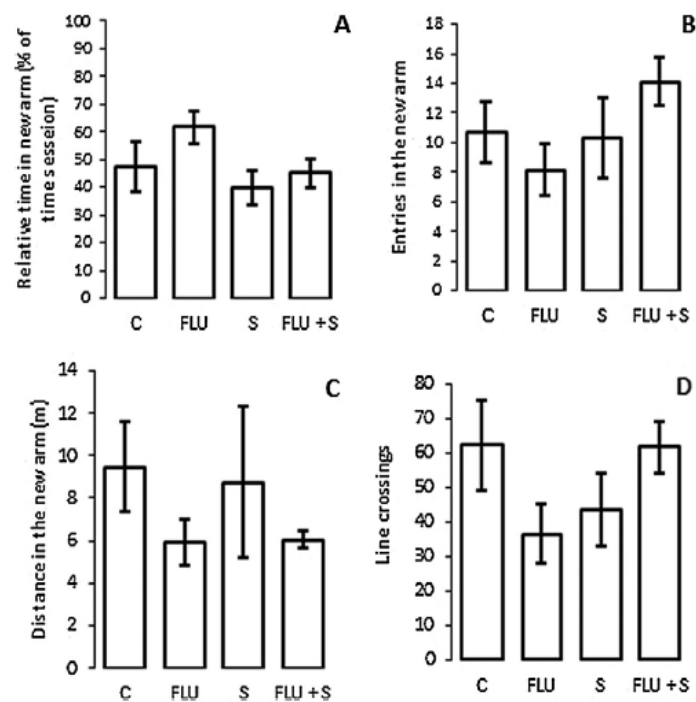 A
Relative time in new arm (% of
time sesseion)
100
90
80
70
60
50
40
30
20
10
0
C FLU S FLU + S
B
Entries in the new arm
18
16
14
12
10
8
6
4
2
0
C FLU S FLU + S
C
Distance in the new arm (m)
14
12
10
8
6
4
2
0
C FLU S FLU + S
D
Line crossings
80
70
60
50
40
30
20
10
0
C FLU S FLU + S